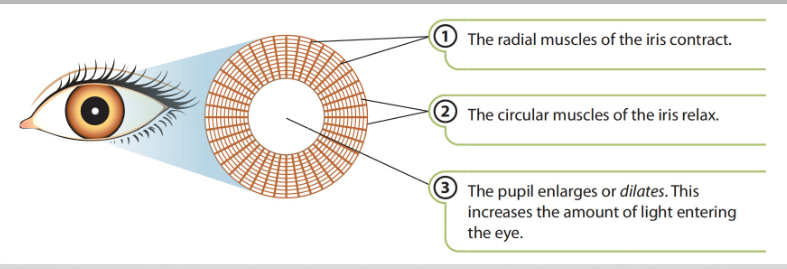 1 The radial muscles of the iris contract.
2 The circular muscles of the iris relax.
3 The pupil enlarges or dilates. This
increases the amount of light entering
the eye.